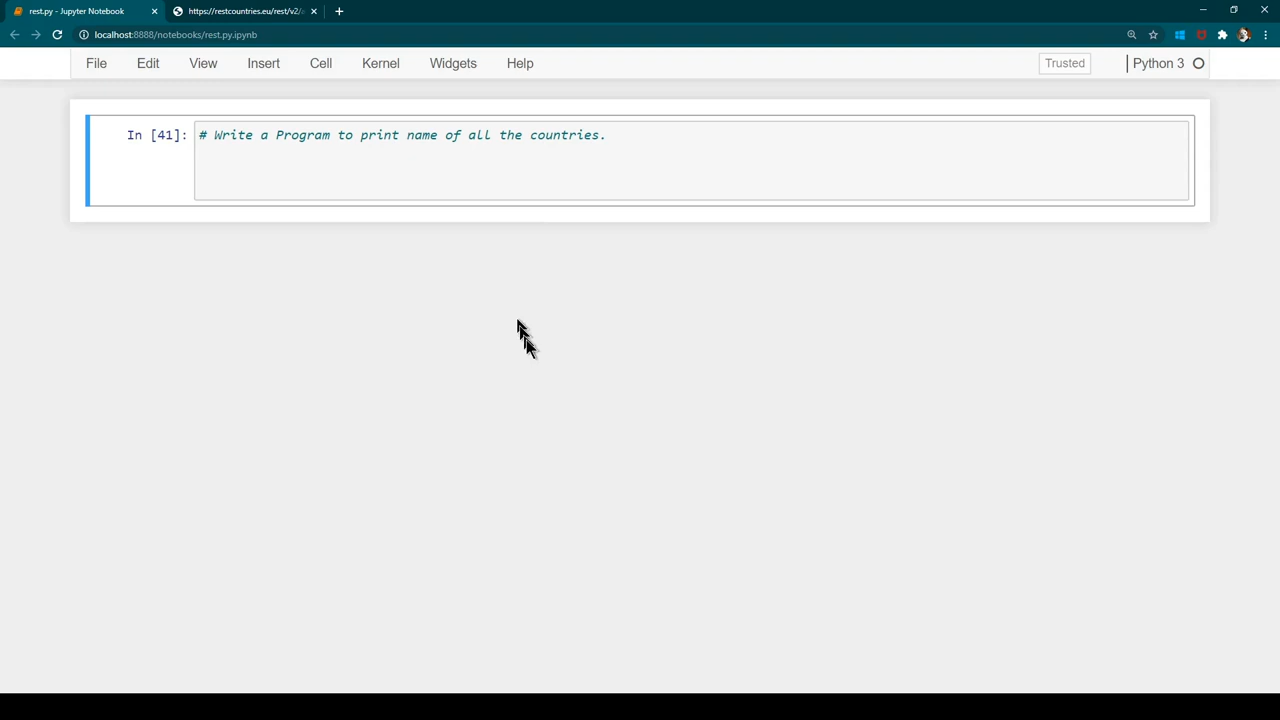 rest.py - Jupyter Notebook
https://restcountries.eu/rest/v2/
localhost:8888/notebooks/rest.py.ipynb
File Edit View Insert Cell Kernel Widgets Help Trusted Python 3
In [41]: # Write a Program to print name of all the countries.